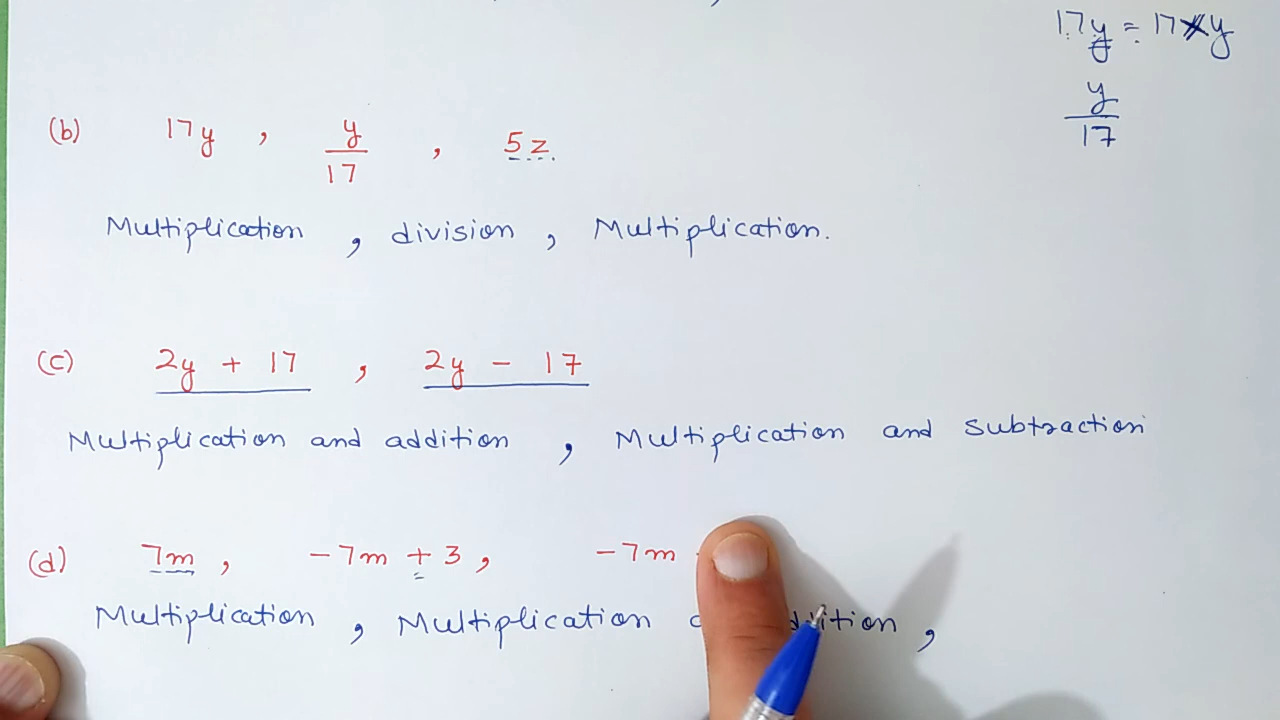 17y = 17×y
y/17
(b) 17y , y/17 , 5z
Multiplication , division , Multiplication.
(c) 2y + 17 , 2y - 17
Multiplication and addition , Multiplication and subtraction
(d) 7m , -7m + 3 , -7m
Multiplication , Multiplication addition ,